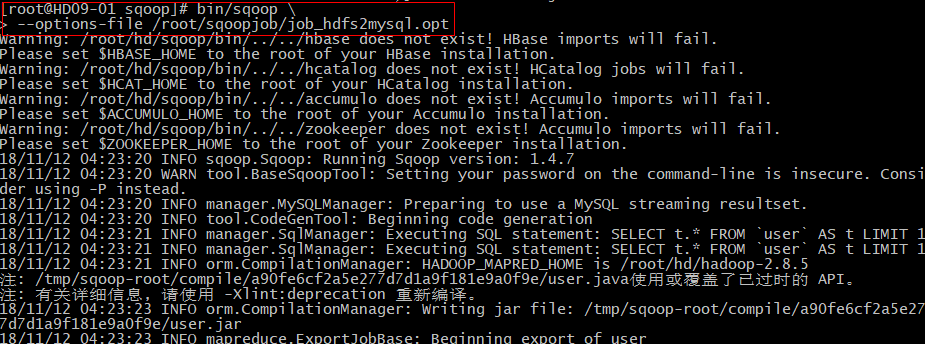 [root@HD09-01 sqoop]# bin/sqoop \
> --options-file /root/sqoopjob/job_hdfs2mysql.opt
Warning: /root/hd/sqoop/bin/../../hbase does not exist! HBase imports will fail.
Please set $HBASE_HOME to the root of your HBase installation.
Warning: /root/hd/sqoop/bin/../../hcatalog does not exist! HCatalog jobs will fail.
Please set $HCAT_HOME to the root of your HCatalog installation.
Warning: /root/hd/sqoop/bin/../../accumulo does not exist! Accumulo imports will fail.
Please set $ACCUMULO_HOME to the root of your Accumulo installation.
Warning: /root/hd/sqoop/bin/../../zookeeper does not exist! Accumulo imports will fail.
Please set $ZOOKEEPER_HOME to the root of your Zookeeper installation.
18/11/12 04:23:20 INFO sqoop.Sqoop: Running Sqoop version: 1.4.7
18/11/12 04:23:20 WARN tool.BaseSqoopTool: Setting your password on the command-line is insecure. Consi
der using -P instead.
18/11/12 04:23:20 INFO manager.MySQLManager: Preparing to use a MySQL streaming resultset.
18/11/12 04:23:20 INFO tool.CodeGenTool: Beginning code generation
18/11/12 04:23:21 INFO manager.SqlManager: Executing SQL statement: SELECT t.* FROM `user` AS t LIMIT 1
18/11/12 04:23:21 INFO manager.SqlManager: Executing SQL statement: SELECT t.* FROM `user` AS t LIMIT 1
18/11/12 04:23:21 INFO orm.CompilationManager: HADOOP_MAPRED_HOME is /root/hd/hadoop-2.8.5
注: /tmp/sqoop-root/compile/a90fe6cf2a5e277d7d1a9f181e9a0f9e/user.java使用或覆盖了已过时的 API。
注: 有关详细信息, 请使用 -Xlint:deprecation 重新编译。
18/11/12 04:23:23 INFO orm.CompilationManager: Writing jar file: /tmp/sqoop-root/compile/a90fe6cf2a5e27
7d7d1a9f181e9a0f9e/user.jar
18/11/12 04:23:23 INFO mapreduce.ExportJobBase: Beginning export of user